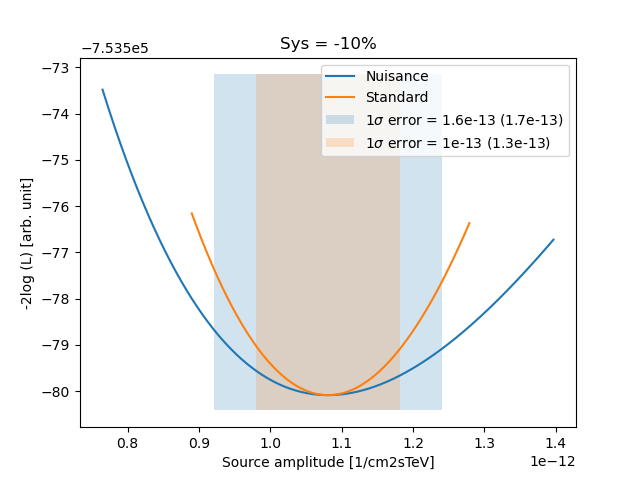 Sys = -10%
−7.535e5
−73
−74
−75
−76
−77
−78
−79
−80
-2log (L) [arb. unit]
Nuisance
Standard
1σ error = 1.6e-13 (1.7e-13)
1σ error = 1e-13 (1.3e-13)
0.8 0.9 1.0 1.1 1.2 1.3 1.4
Source amplitude [1/cm2sTeV]
1e−12